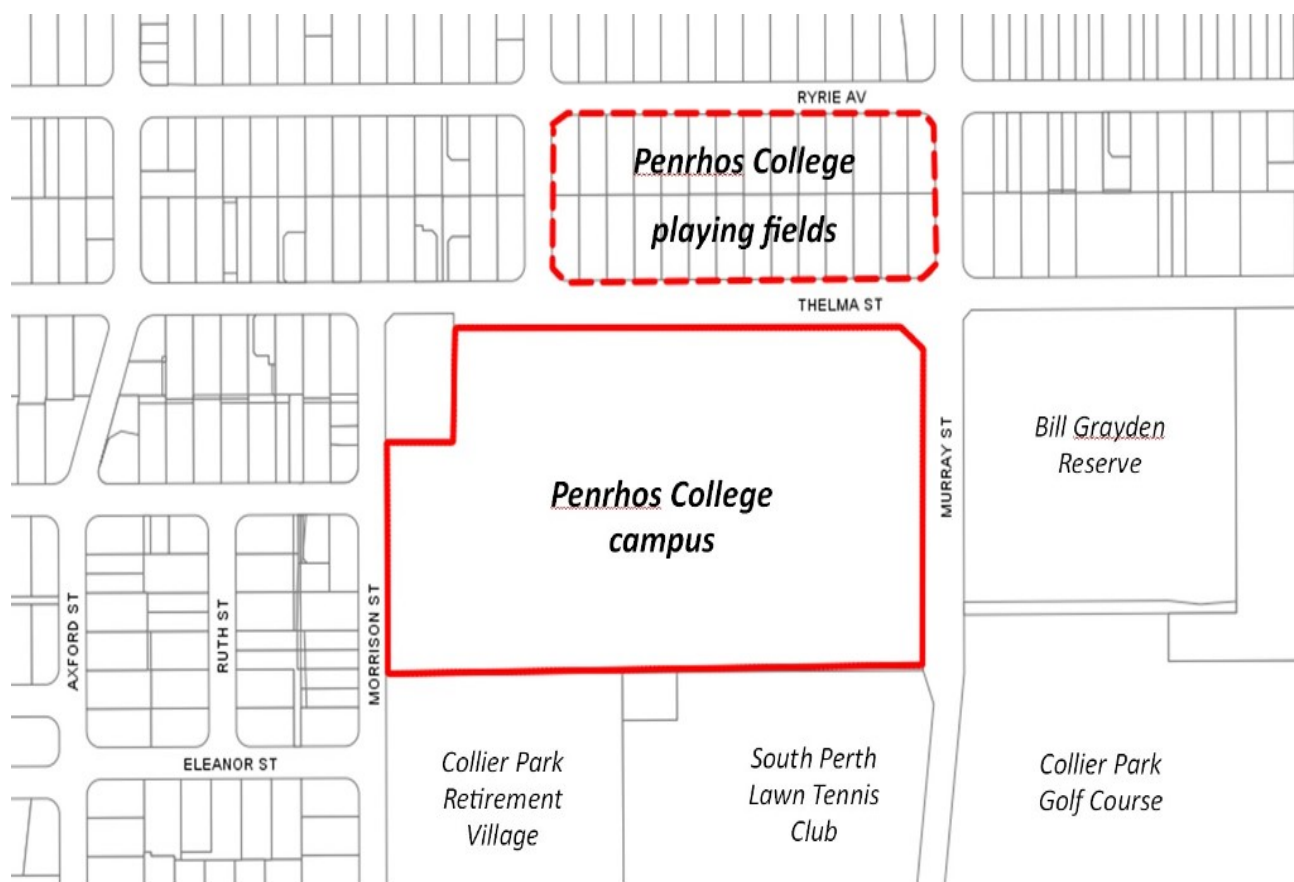 RYRIE AV
Penrhos College
playing fields
THELMA ST
Bill Grayden
Reserve
MURRAY ST
Penrhos College
campus
AXFORD ST
RUTH ST
MORRISON ST
ELEANOR ST
Collier Park
Retirement
Village
South Perth
Lawn Tennis
Club
Collier Park
Golf Course